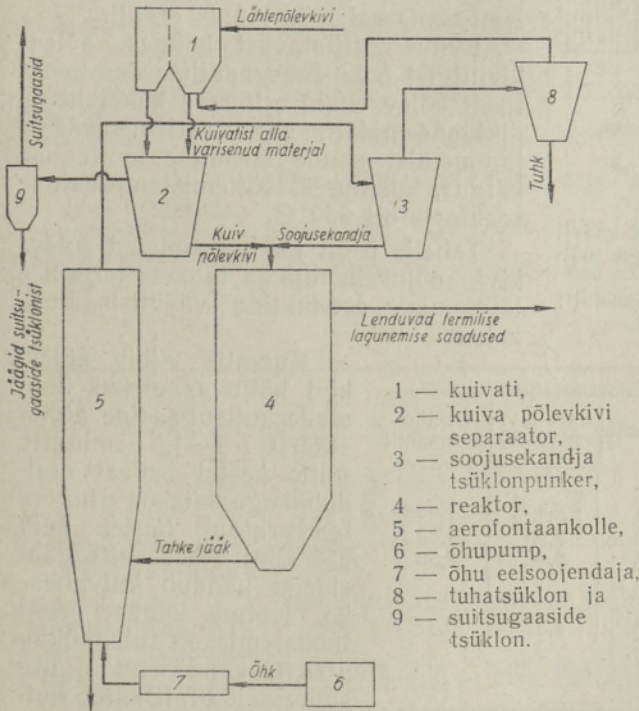 Lähtepõlevkivi
1
8
Suitsugaasid
Kuivatist alla
varisenud materjal
Tuhk
9
2
3
Kuiv
põlevkivi
Soojusekandja
Jäägid suitsu-
gaaside tsüklonist
Lenduvad termilise
lagunemise saadused
5
4
1 — kuivati,
2 — kuiva põlevkivi
separaator,
3 — soojusekandja
tsüklonpunker,
4 — reaktor,
5 — aerofontaankolle,
6 — õhupump,
7 — õhu eelsoojendaja,
8 — tuhatsüklon ja
9 — suitsugaaside
tsüklon.
Tahke jääk
Õhk
7
6